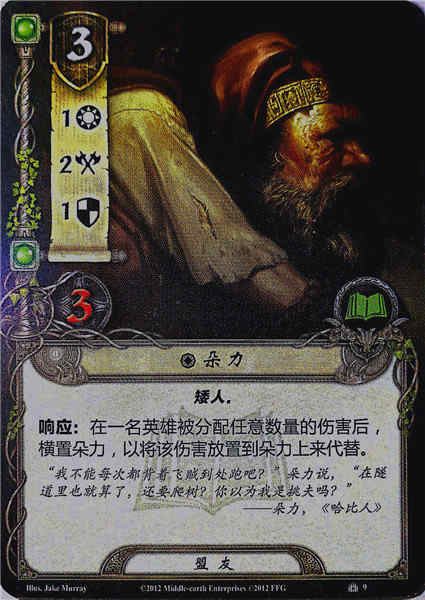 3
1
2
1
3
朵力
矮人.
响应：在一名英雄被分配任意数量的伤害后，
横置朵力，以将该伤害放置到朵力上来代替。
“我不能每次都背着飞贼到处跑吧？”朵力说，“在隧
道里也就算了，还要爬树？你以为我是挑夫吗？”
——朵力，《哈比人》
盟友
Illus. Jake Murray
©2012 Middle-earth Enterprises ©2012 FFG
9